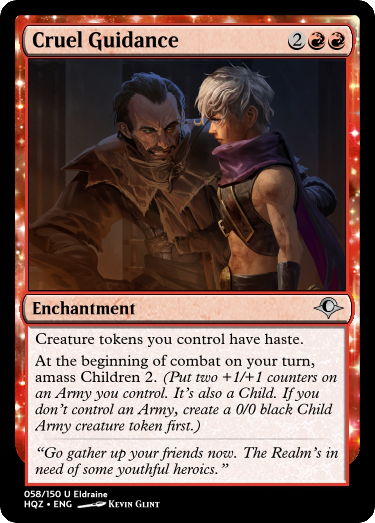 Cruel Guidance 2
Enchantment
Creature tokens you control have haste.
At the beginning of combat on your turn,
amass Children 2. (Put two +1/+1 counters on
an Army you control. It's also a Child. If you
don't control an Army, create a 0/0 black Child
Army creature token first.)
"Go gather up your friends now. The Realm's in
need of some youthful heroics."
058/150 U Eldraine
HQZ • ENG Kevin Glint